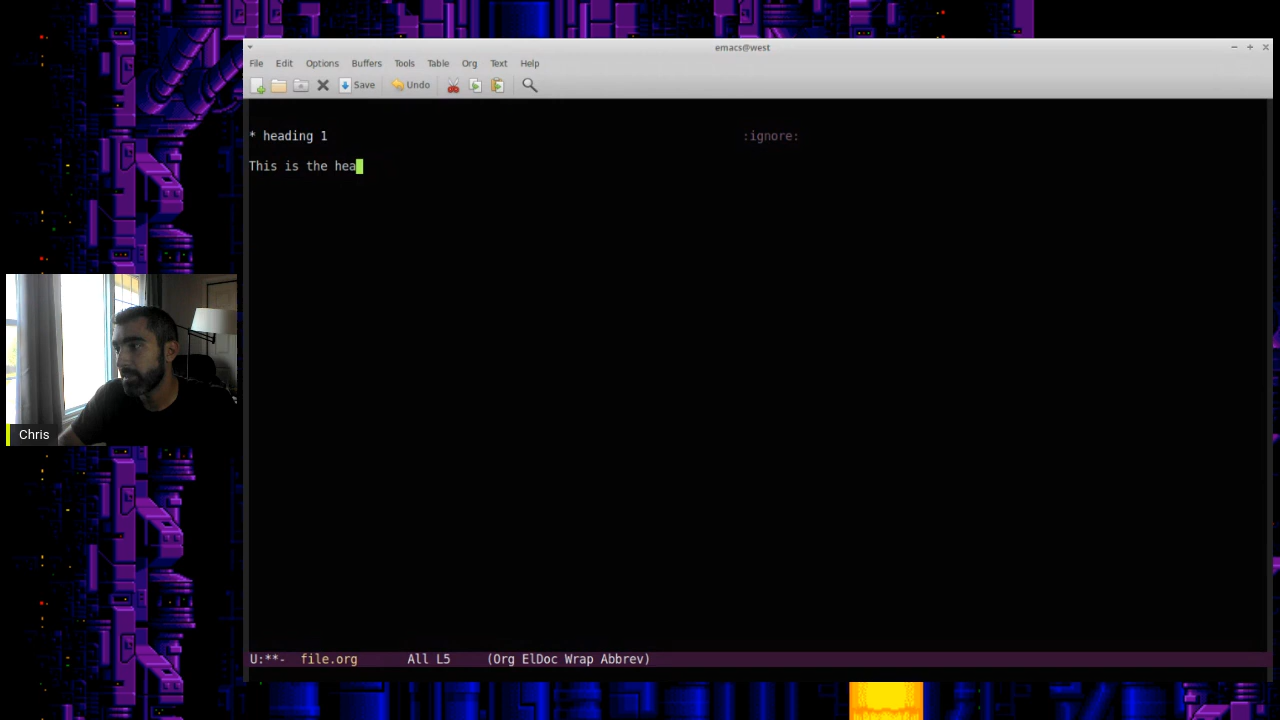 emacs@west
File Edit Options Buffers Tools Table Org Text Help
Save Undo
* heading 1 :ignore:
This is the hea
Chris
U:**- file.org All L5 (Org ElDoc Wrap Abbrev)